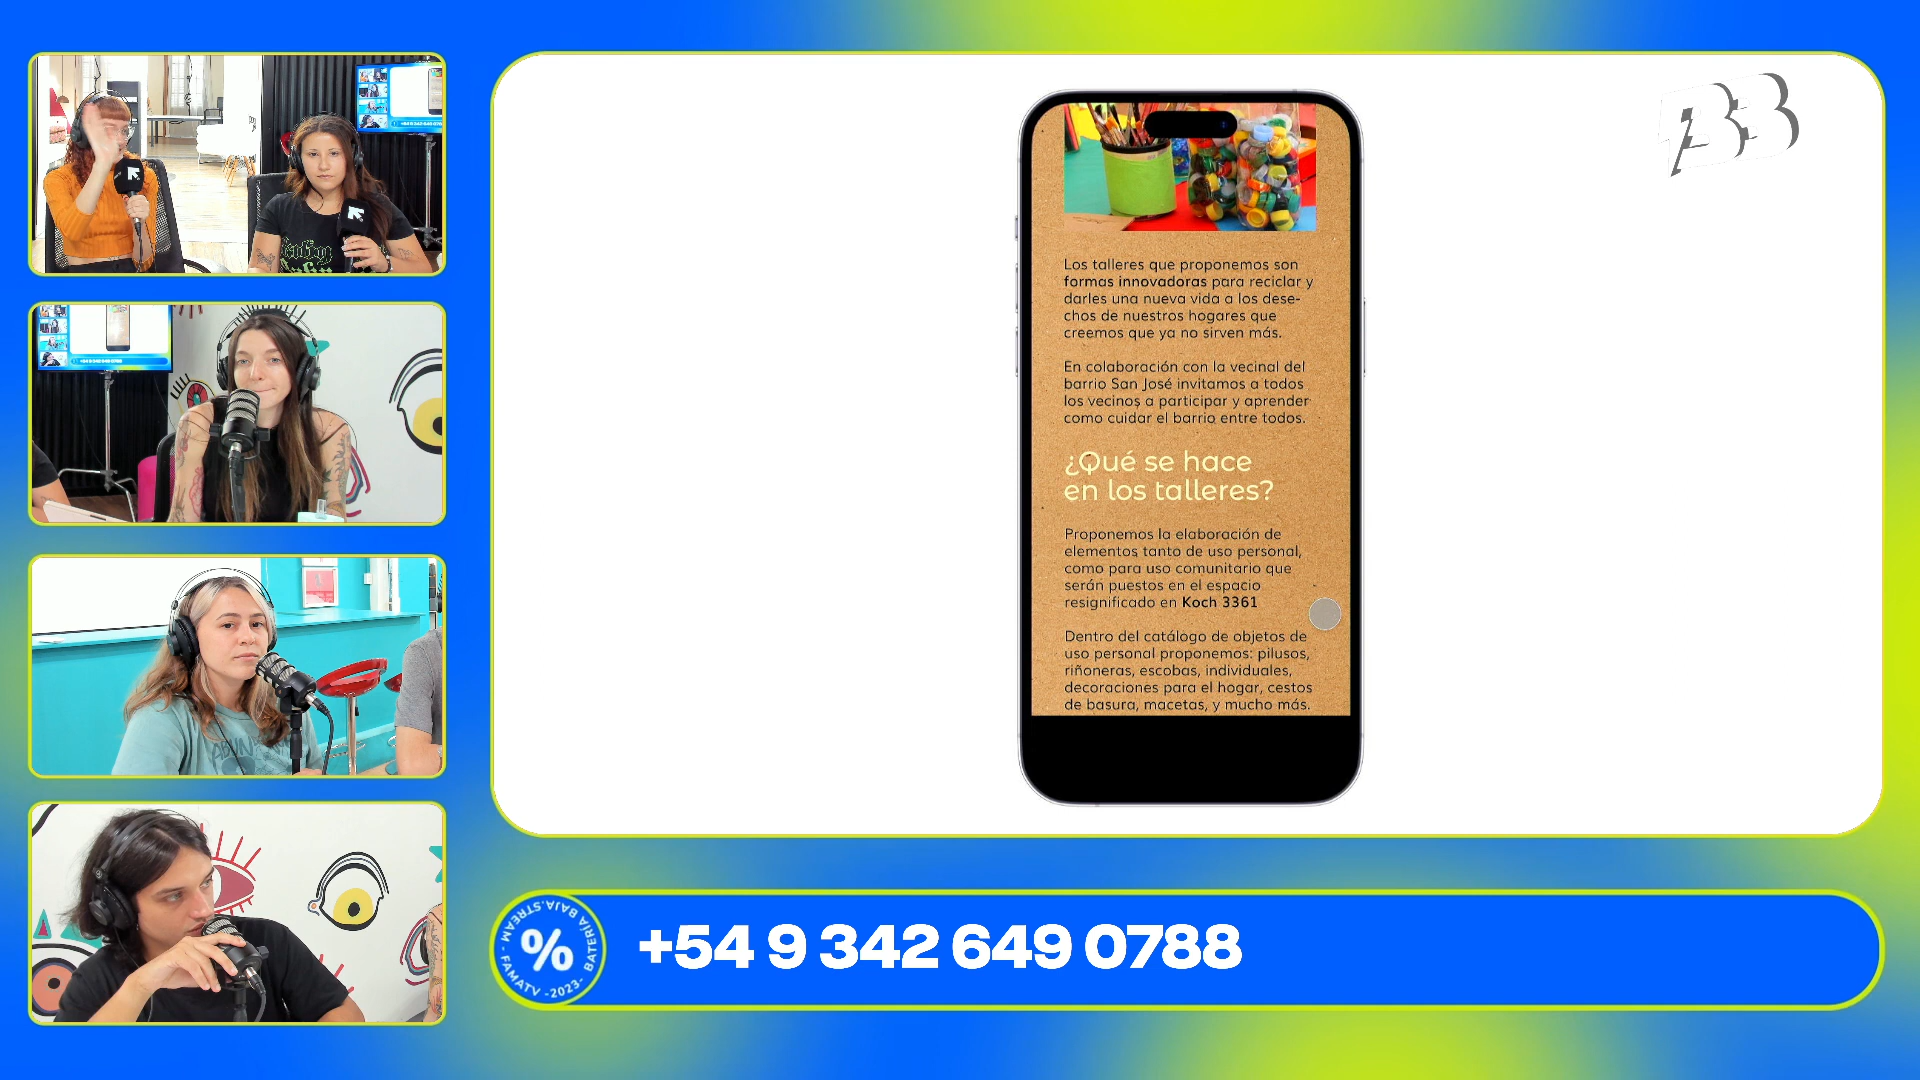 BB
Los talleres que proponemos son
formas innovadoras para reciclar y
darles una nueva vida a los dese-
chos de nuestros hogares que
creemos que ya no sirven más.
En colaboración con la vecinal del
barrio San José invitamos a todos
los vecinos a participar y aprender
como cuidar el barrio entre todos.
¿Qué se hace
en los talleres?
Proponemos la elaboración de
elementos tanto de uso personal,
como para uso comunitario que
serán puestos en el espacio
resignificado en Koch 3361
Dentro del catálogo de objetos de
uso personal proponemos: pilusos,
riñoneras, escobas, individuales,
decoraciones para el hogar, cestos
de basura, macetas, y mucho más.
BATERÍA BAJA.STREAM - FAMATV -2023-
%
+54 9 342 649 0788